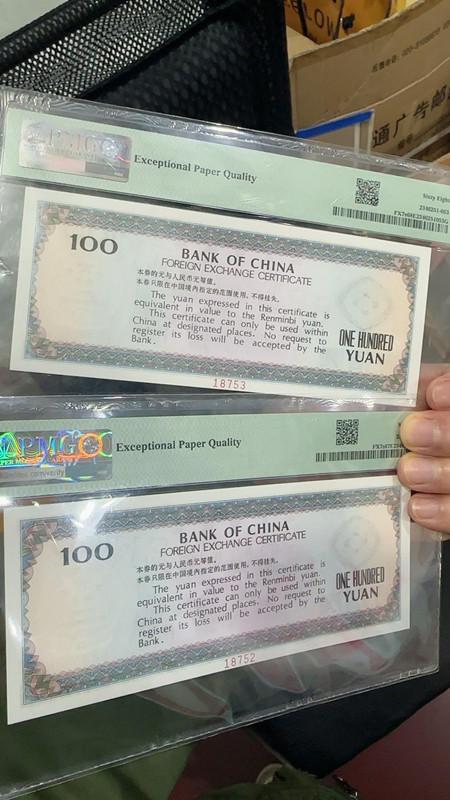 Exceptional Paper Quality
Sixty Eight
2346251-053
FX7s68E2346251053G
100
BANK OF CHINA
FOREIGN EXCHANGE CERTIFICATE
本券的元与人民币元等值。
本券只限在中国境内指定的范围使用,不得挂失。
The yuan expressed in this certificate is
equivalent in value to the Renminbi yuan.
This certificate can only be used within
China at designated places. No request to
register its loss will be accepted by the
Bank.
ONE HUNDRED
YUAN
18753
PMG
Exceptional Paper Quality
100
BANK OF CHINA
FOREIGN EXCHANGE CERTIFICATE
本券的元与人民币元等值。
本券只限在中国境内指定的范围使用,不得挂失。
The yuan expressed in this certificate is
equivalent in value to the Renminbi yuan.
This certificate can only be used within
China at designated places. No request to
register its loss will be accepted by the
Bank.
ONE HUNDRED
YUAN
18752
通广告邮